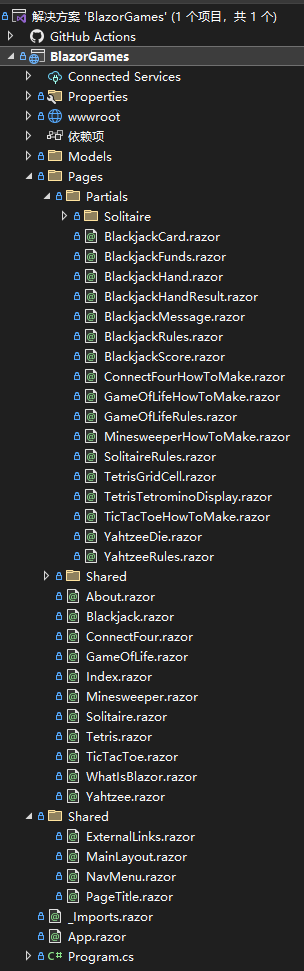 解决方案 'BlazorGames' (1 个项目，共 1 个)
GitHub Actions
BlazorGames
Connected Services
Properties
wwwroot
依赖项
Models
Pages
Partials
Solitaire
BlackjackCard.razor
BlackjackFunds.razor
BlackjackHand.razor
BlackjackHandResult.razor
BlackjackMessage.razor
BlackjackRules.razor
BlackjackScore.razor
ConnectFourHowToMake.razor
GameOfLifeHowToMake.razor
GameOfLifeRules.razor
MinesweeperHowToMake.razor
SolitaireRules.razor
TetrisGridCell.razor
TetrisTetrominoDisplay.razor
TicTacToeHowToMake.razor
YahtzeeDie.razor
YahtzeeRules.razor
Shared
About.razor
Blackjack.razor
ConnectFour.razor
GameOfLife.razor
Index.razor
Minesweeper.razor
Solitaire.razor
Tetris.razor
TicTacToe.razor
WhatIsBlazor.razor
Yahtzee.razor
Shared
ExternalLinks.razor
MainLayout.razor
NavMenu.razor
PageTitle.razor
_Imports.razor
App.razor
C# Program.cs